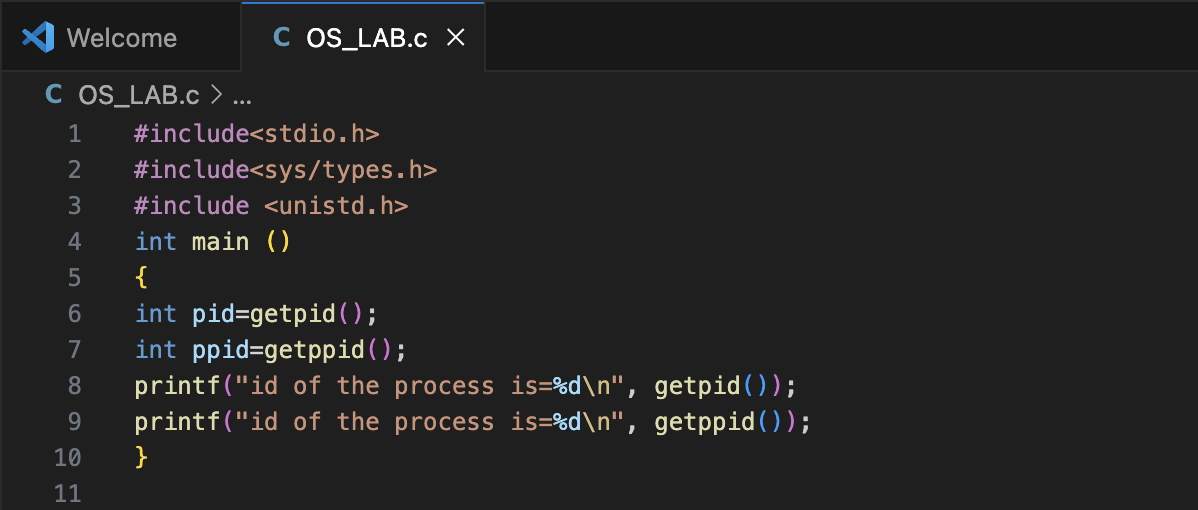 Welcome C OS_LAB.c ×
C OS_LAB.c > ...
1 #include<stdio.h>
2 #include<sys/types.h>
3 #include <unistd.h>
4 int main ()
5 {
6 int pid=getpid();
7 int ppid=getppid();
8 printf("id of the process is=%d\n", getpid());
9 printf("id of the process is=%d\n", getppid());
10 }
11